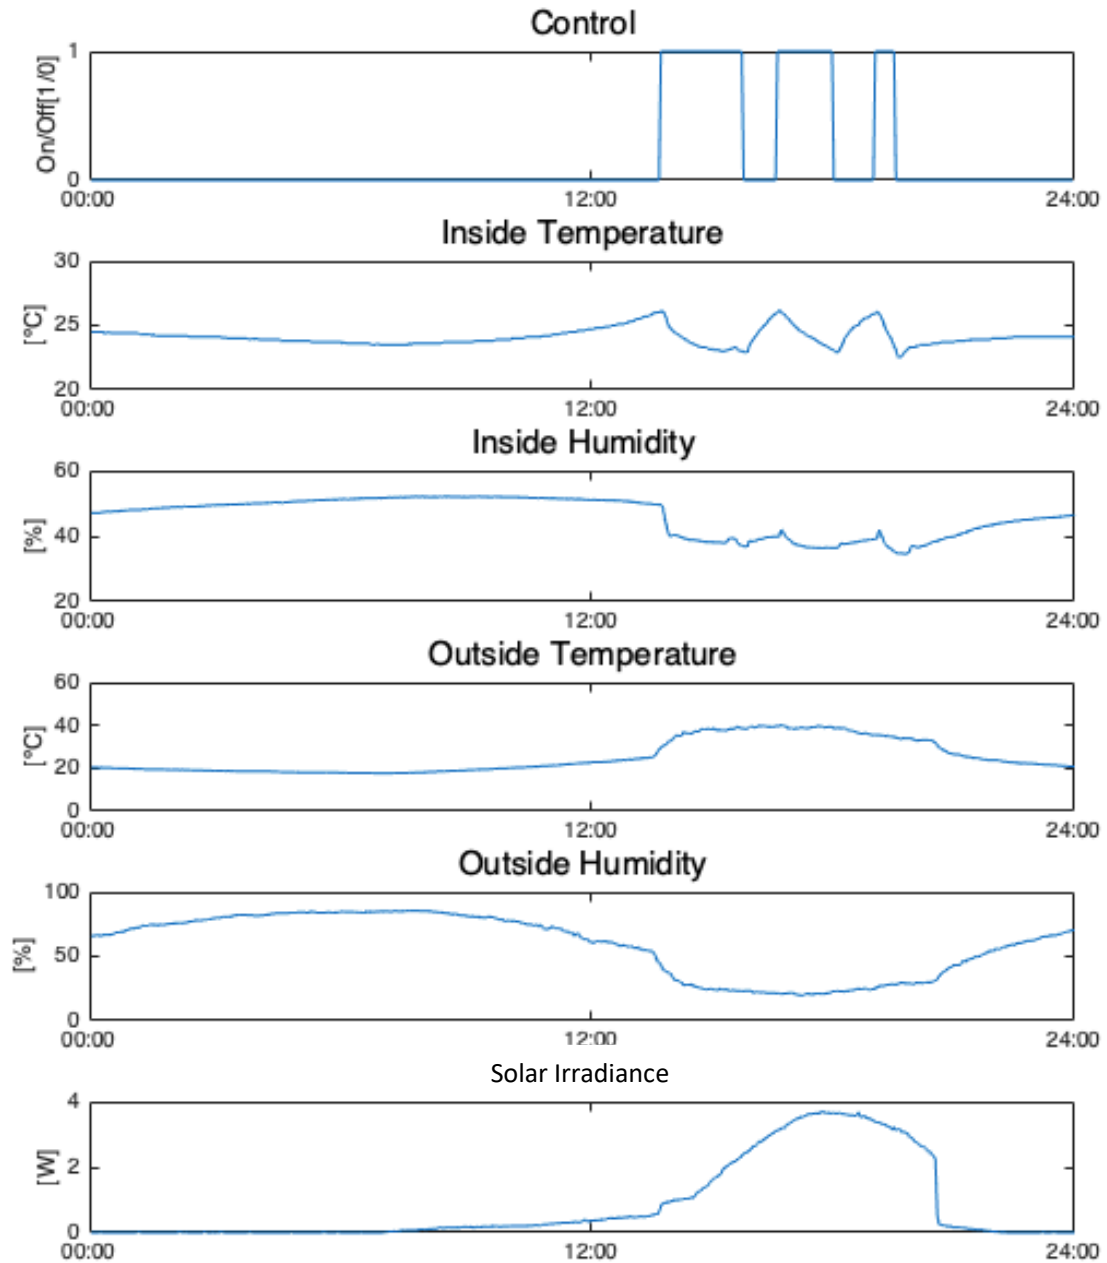 Control
On/Off[1/0]
1
0
00:00 12:00 24:00
Inside Temperature
[°C]
30
25
20
00:00 12:00 24:00
Inside Humidity
[%]
60
40
20
00:00 12:00 24:00
Outside Temperature
[°C]
60
40
20
0
00:00 12:00 24:00
Outside Humidity
[%]
100
50
0
00:00 12:00 24:00
Solar Irradiance
[W]
4
2
0
00:00 12:00 24:00